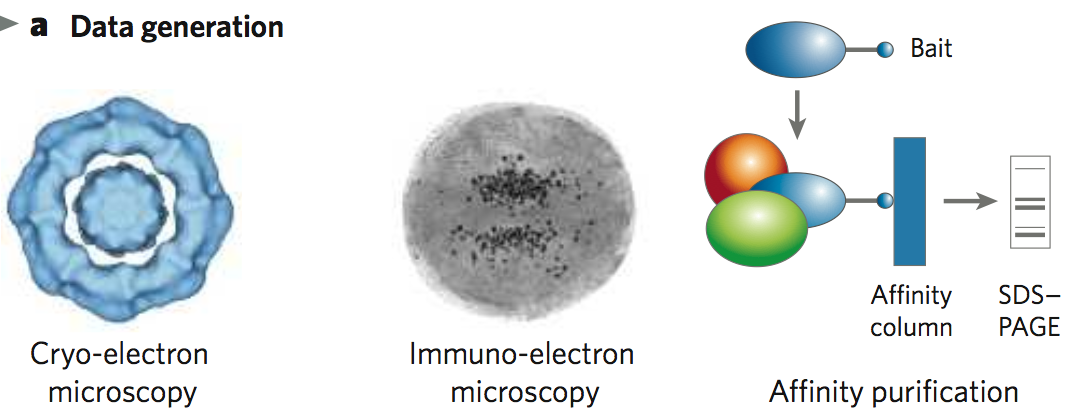 a Data generation
Bait
Affinity
column
SDS–
PAGE
Cryo-electron
microscopy
Immuno-electron
microscopy
Affinity purification